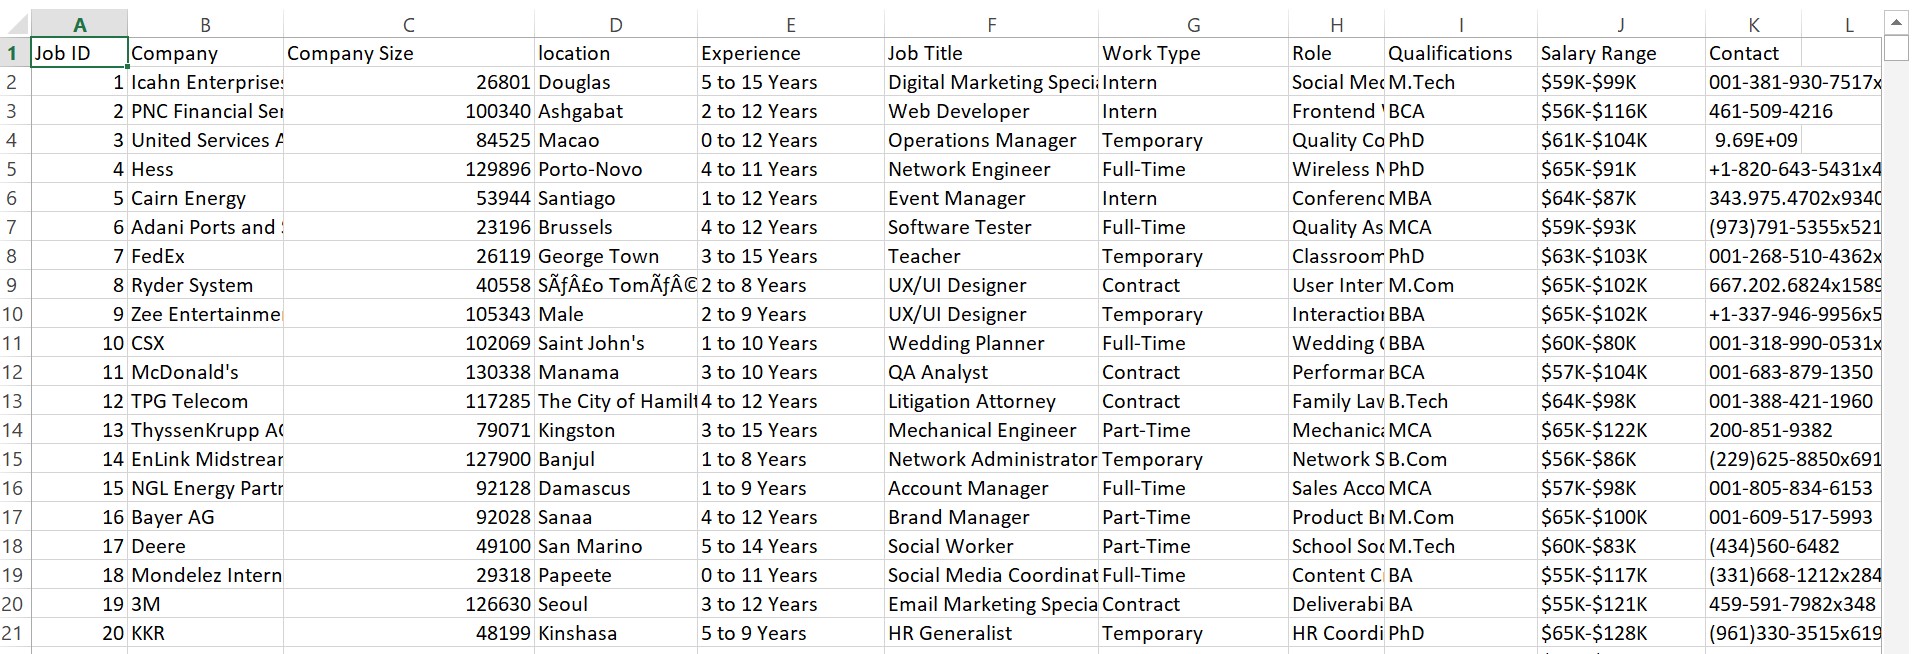 A B C D E F G H I J K L
1 Job ID Company Company Size location Experience Job Title Work Type Role Qualifications Salary Range Contact
2 1 Icahn Enterprises 26801 Douglas 5 to 15 Years Digital Marketing Speci Intern Social Med M.Tech $59K-$99K 001-381-930-7517x
3 2 PNC Financial Ser 100340 Ashgabat 2 to 12 Years Web Developer Intern Frontend BCA $56K-$116K 461-509-4216
4 3 United Services A 84525 Macao 0 to 12 Years Operations Manager Temporary Quality Co PhD $61K-$104K 9.69E+09
5 4 Hess 129896 Porto-Novo 4 to 11 Years Network Engineer Full-Time Wireless N PhD $65K-$91K +1-820-643-5431x4
6 5 Cairn Energy 53944 Santiago 1 to 12 Years Event Manager Intern Conferenc MBA $64K-$87K 343.975.4702x9340
7 6 Adani Ports and 23196 Brussels 4 to 12 Years Software Tester Full-Time Quality As MCA $59K-$93K (973)791-5355x521
8 7 FedEx 26119 George Town 3 to 15 Years Teacher Temporary Classroom PhD $63K-$103K 001-268-510-4362x
9 8 Ryder System 40558 SÃƒÂ£o TomÃƒÂ© 2 to 8 Years UX/UI Designer Contract User Inter M.Com $65K-$102K 667.202.6824x1589
10 9 Zee Entertainme 105343 Male 2 to 9 Years UX/UI Designer Temporary Interaction BBA $65K-$102K +1-337-946-9956x5
11 10 CSX 102069 Saint John's 1 to 10 Years Wedding Planner Full-Time Wedding BBA $60K-$80K 001-318-990-0531x
12 11 McDonald's 130338 Manama 3 to 10 Years QA Analyst Contract Performan BCA $57K-$104K 001-683-879-1350
13 12 TPG Telecom 117285 The City of Hamilt 4 to 12 Years Litigation Attorney Contract Family Law B.Tech $64K-$98K 001-388-421-1960
14 13 ThyssenKrupp AG 79071 Kingston 3 to 15 Years Mechanical Engineer Part-Time Mechanica MCA $65K-$122K 200-851-9382
15 14 EnLink Midstrear 127900 Banjul 1 to 8 Years Network Administrator Temporary Network S B.Com $56K-$86K (229)625-8850x691
16 15 NGL Energy Partr 92128 Damascus 1 to 9 Years Account Manager Full-Time Sales Acco MCA $57K-$98K 001-805-834-6153
17 16 Bayer AG 92028 Sanaa 4 to 12 Years Brand Manager Part-Time Product Br M.Com $65K-$100K 001-609-517-5993
18 17 Deere 49100 San Marino 5 to 14 Years Social Worker Part-Time School Soc M.Tech $60K-$83K (434)560-6482
19 18 Mondelez Intern 29318 Papeete 0 to 11 Years Social Media Coordinat Full-Time Content C BA $55K-$117K (331)668-1212x284
20 19 3M 126630 Seoul 3 to 12 Years Email Marketing Specia Contract Deliverabi BA $55K-$121K 459-591-7982x348
21 20 KKR 48199 Kinshasa 5 to 9 Years HR Generalist Temporary HR Coordi PhD $65K-$128K (961)330-3515x619